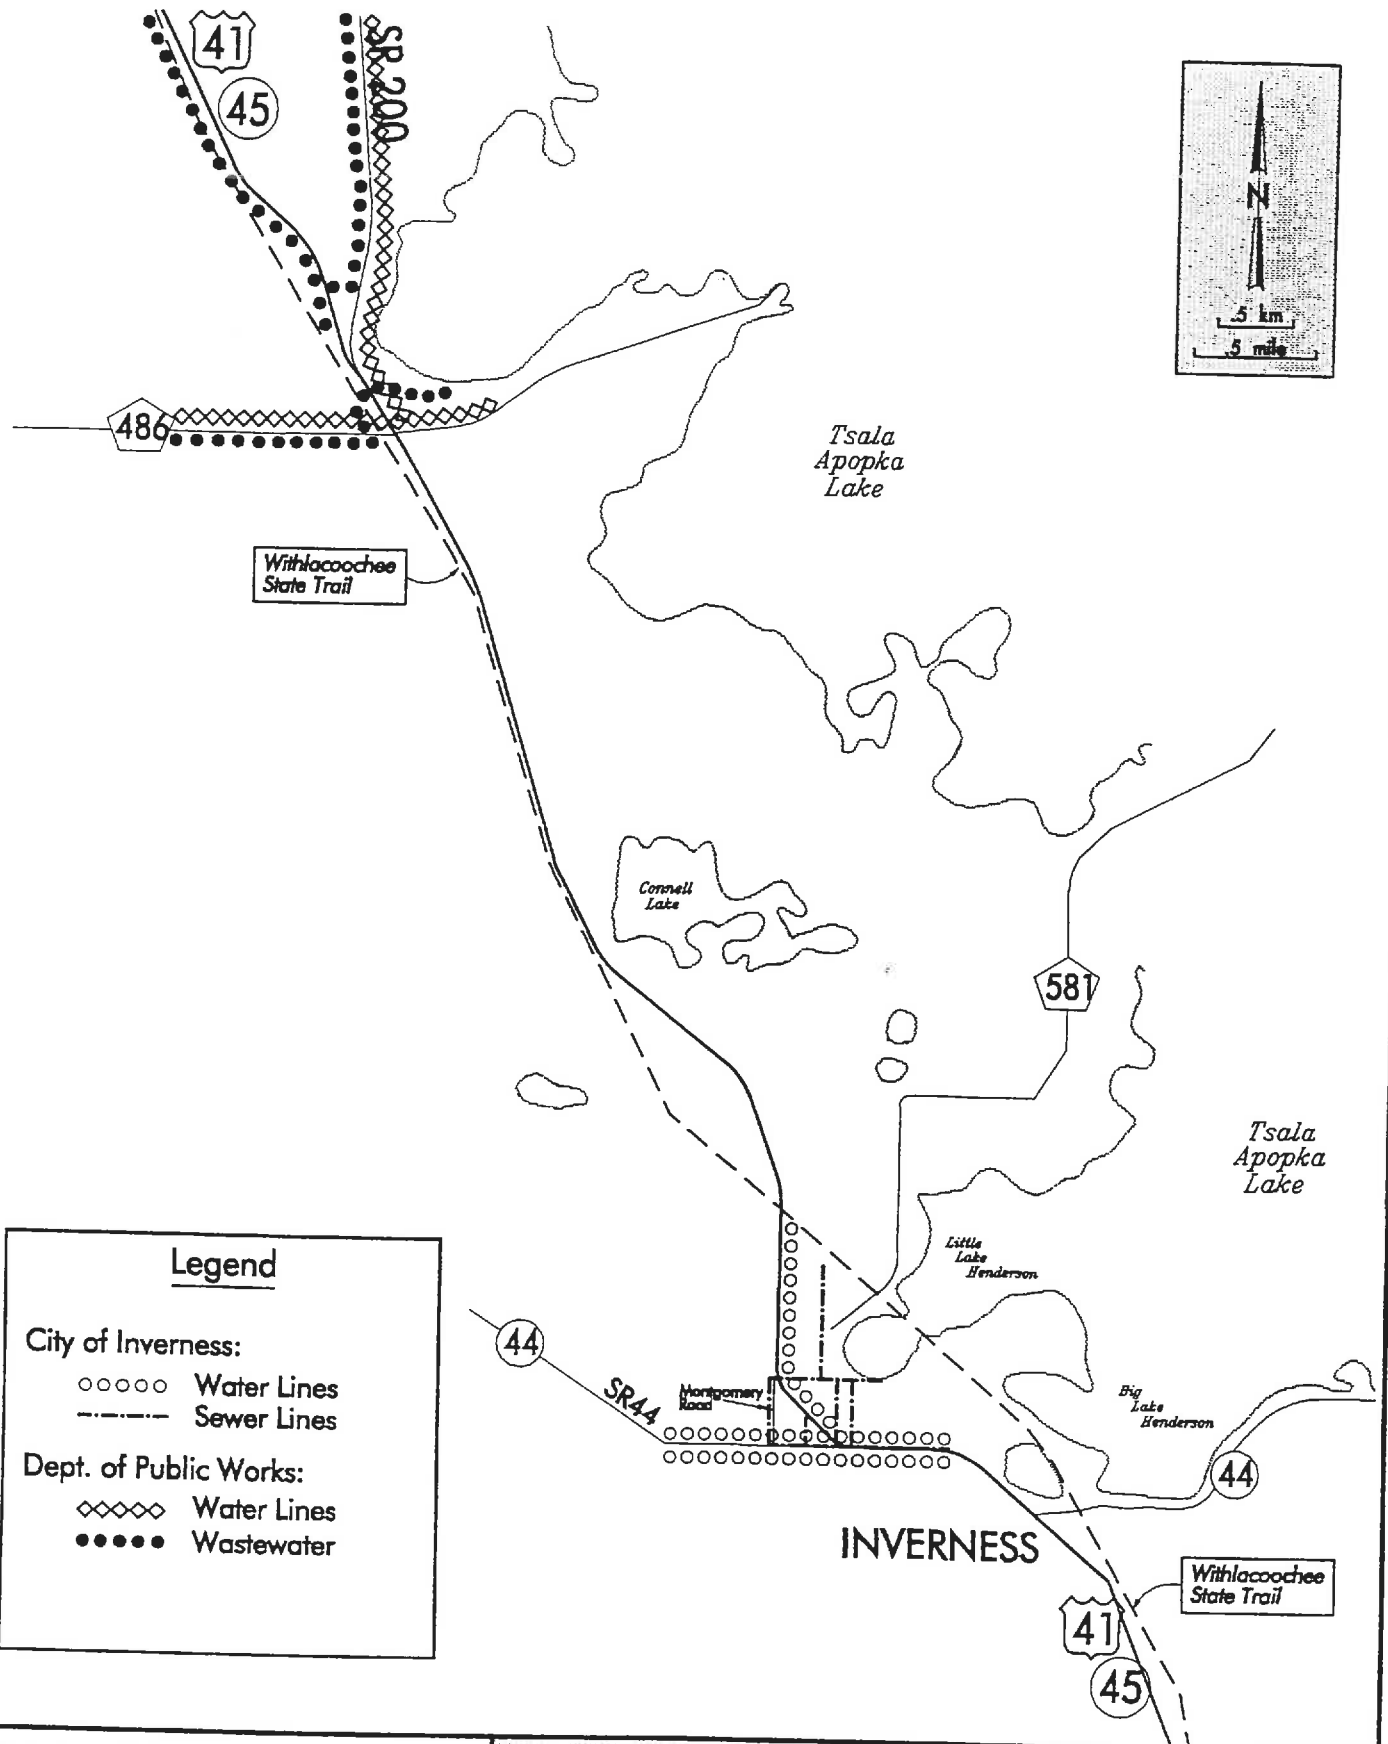 41
45
SR 200
N
.5 km
.5 mile
486
Tsala
Apopka
Lake
Withlacoochee
State Trail
Connell
Lake
581
Tsala
Apopka
Lake
Little
Lake
Henderson
Legend
City of Inverness:
Water Lines
Sewer Lines
Dept. of Public Works:
Water Lines
Wastewater
44
SR44
Montgomery
Road
Big
Lake
Henderson
44
INVERNESS
Withlacoochee
State Trail
41
45